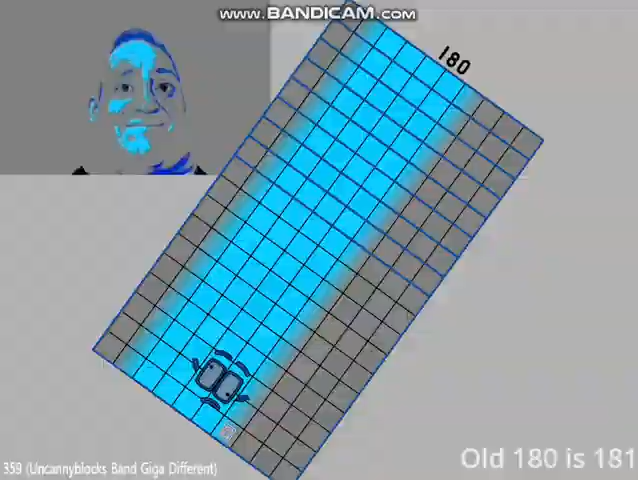 www.BANDICAM.com
180
359 (Uncannyblocks Band Giga Different)
Old 180 is 181